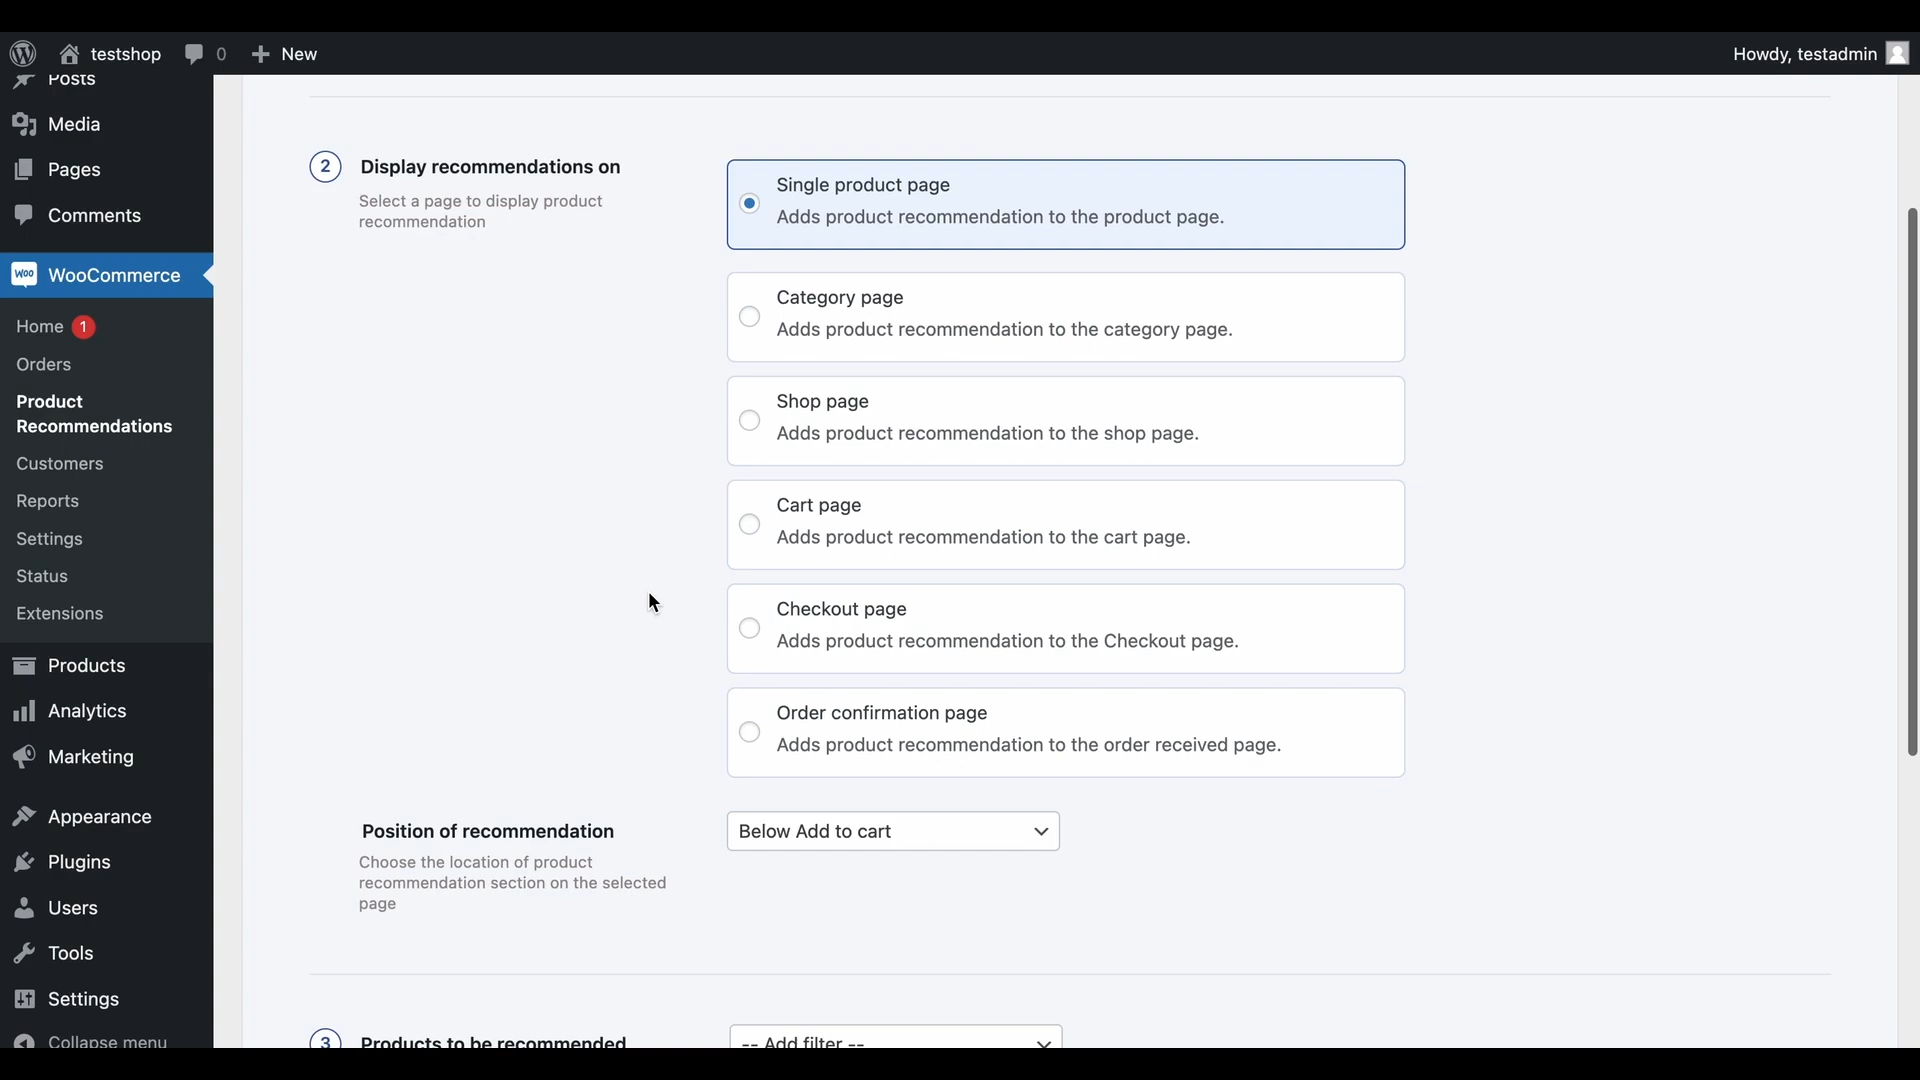 testshop
0
New
Howdy, testadmin
Posts
Media
Pages
Comments
WooCommerce
Home 1
Orders
Product
Recommendations
Customers
Reports
Settings
Status
Extensions
Products
Analytics
Marketing
Appearance
Plugins
Users
Tools
Settings
Collapse menu
2
Display recommendations on
Select a page to display product
recommendation
Single product page
Adds product recommendation to the product page.
Category page
Adds product recommendation to the category page.
Shop page
Adds product recommendation to the shop page.
Cart page
Adds product recommendation to the cart page.
Checkout page
Adds product recommendation to the Checkout page.
Order confirmation page
Adds product recommendation to the order received page.
Position of recommendation
Choose the location of product
recommendation section on the selected
page
Below Add to cart
3
Products to be recommended
-- Add filter --